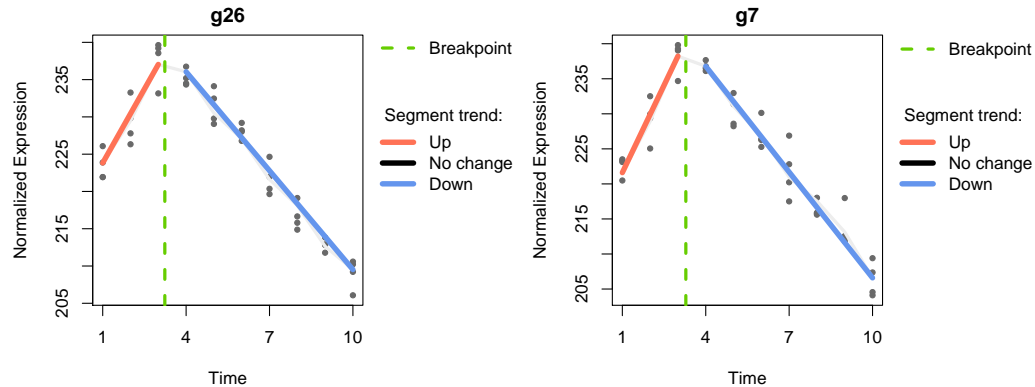 g26
Normalized Expression
205
215
225
235
1 4 7 10
Time
Breakpoint
Segment trend:
Up
No change
Down
g7
Normalized Expression
205
215
225
235
1 4 7 10
Time
Breakpoint
Segment trend:
Up
No change
Down